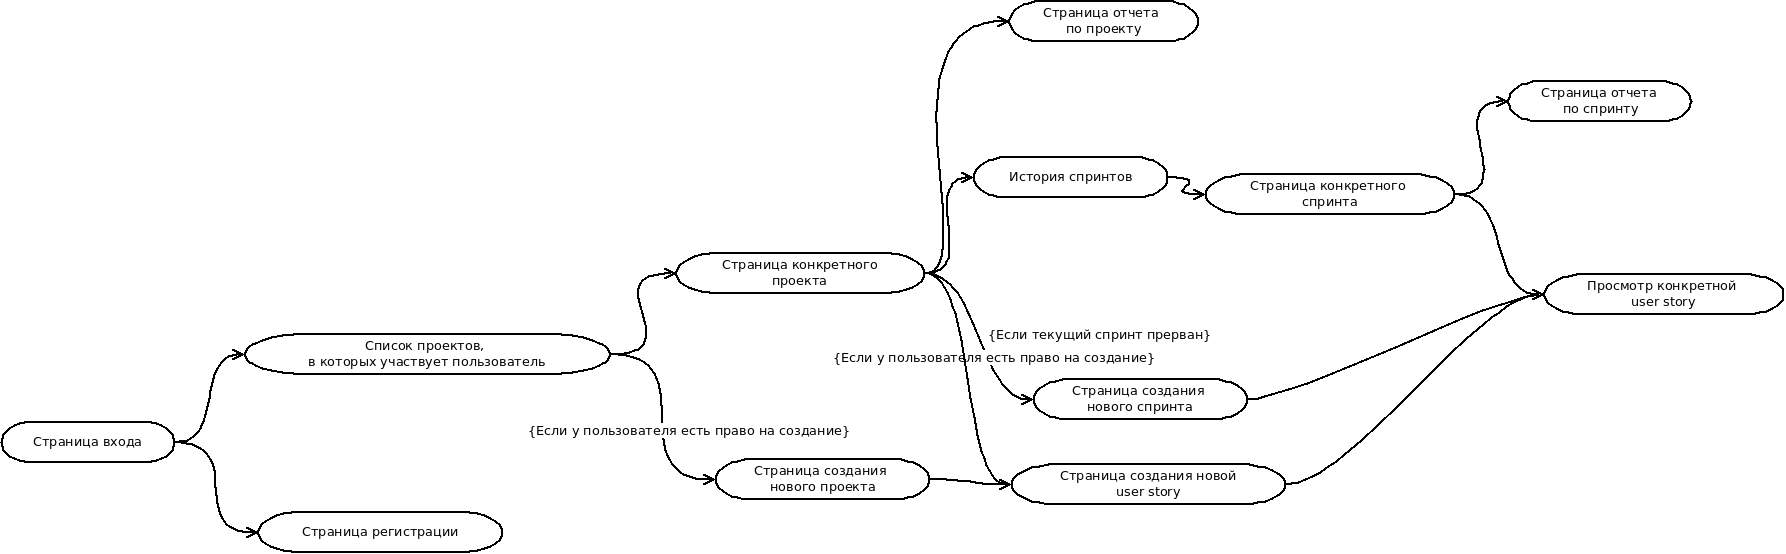 Страница отчета
по проекту
Страница отчета
по спринту
История спринтов
Страница конкретного
спринта
Страница конкретного
проекта
Просмотр конкретной
user story
{Если текущий спринт прерван}
Список проектов,
в которых участвует пользователь
{Если у пользователя есть право на создание}
Страница создания
нового спринта
Страница входа
{Если у пользователя есть право на создание}
Страница создания
нового проекта
Страница создания новой
user story
Страница регистрации